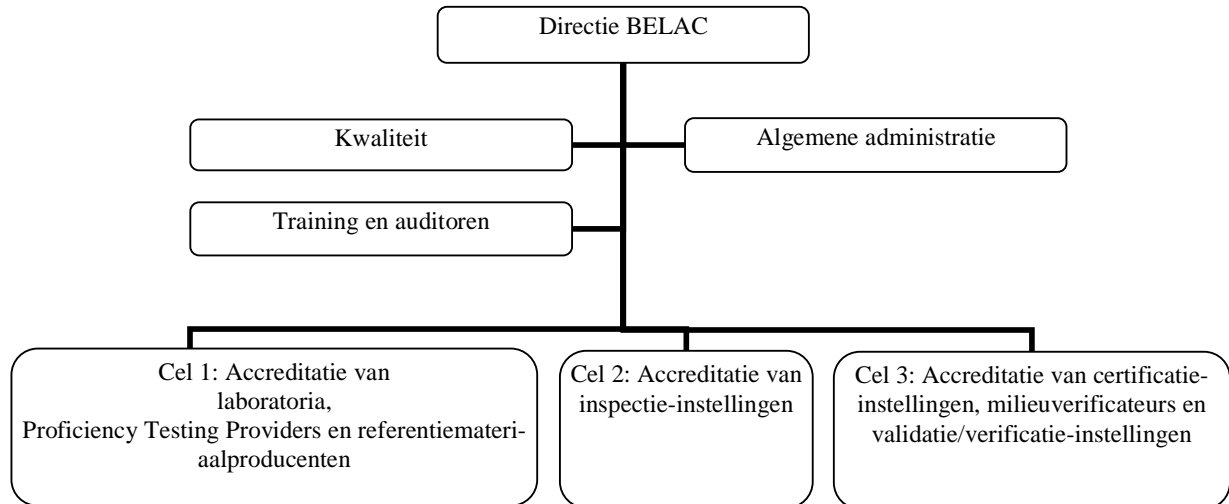 Directie BELAC
Kwaliteit
Algemene administratie
Training en auditoren
Cel 1: Accreditatie van
laboratoria,
Proficiency Testing Providers en referentiemateri-
aalproducenten
Cel 2: Accreditatie van
inspectie-instellingen
Cel 3: Accreditatie van certificatie-
instellingen, milieuverificateurs en
validatie/verificatie-instellingen